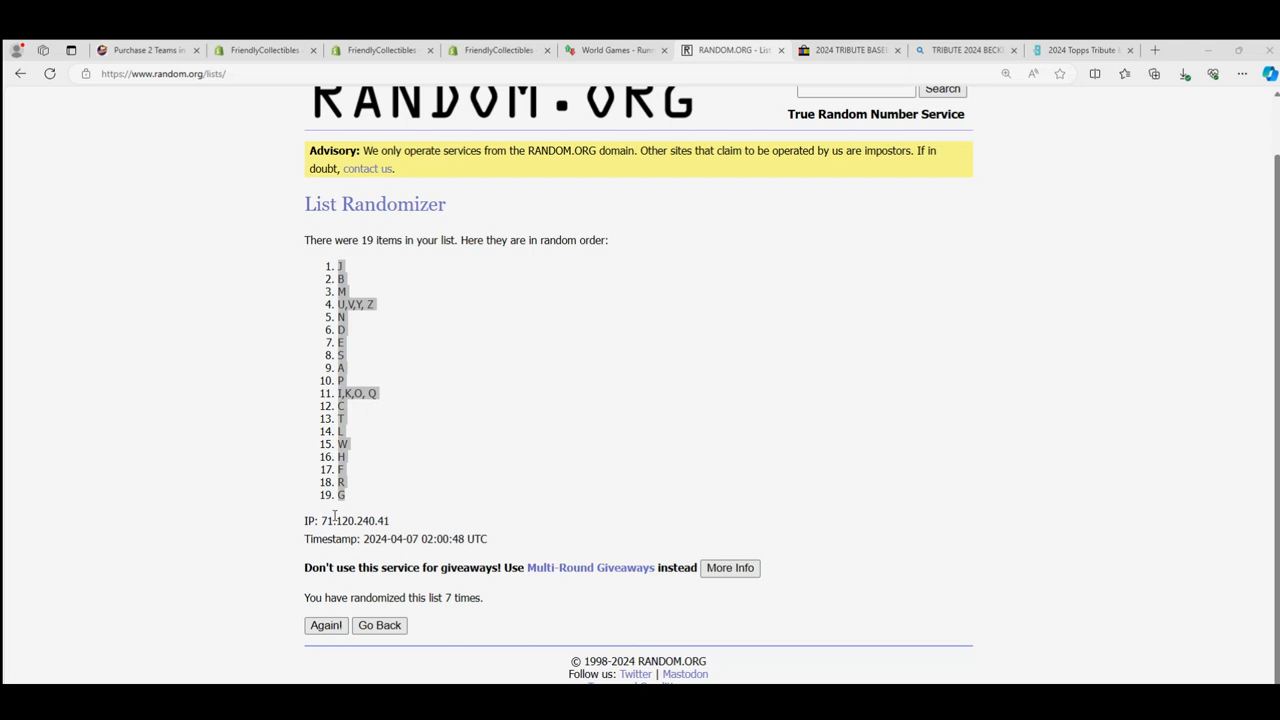 Purchase 2 Teams in
FriendlyCollectibles
FriendlyCollectibles
FriendlyCollectibles
World Games - Runn
RANDOM.ORG - List
2024 TRIBUTE BASEB
TRIBUTE 2024 BECK
2024 Topps Tribute
https://www.random.org/lists/
RANDOM.ORG
Search
True Random Number Service
Advisory: We only operate services from the RANDOM.ORG domain. Other sites that claim to be operated by us are impostors. If in
doubt, contact us.
List Randomizer
There were 19 items in your list. Here they are in random order:
1. J
2. B
3. M
4. U,V,Y, Z
5. N
6. D
7. E
8. S
9. A
10. P
11. I,K,O, Q
12. C
13. T
14. L
15. W
16. H
17. F
18. R
19. G
IP: 71.120.240.41
Timestamp: 2024-04-07 02:00:48 UTC
Don't use this service for giveaways! Use Multi-Round Giveaways instead More Info
You have randomized this list 7 times.
Again! Go Back
© 1998-2024 RANDOM.ORG
Follow us: Twitter | Mastodon